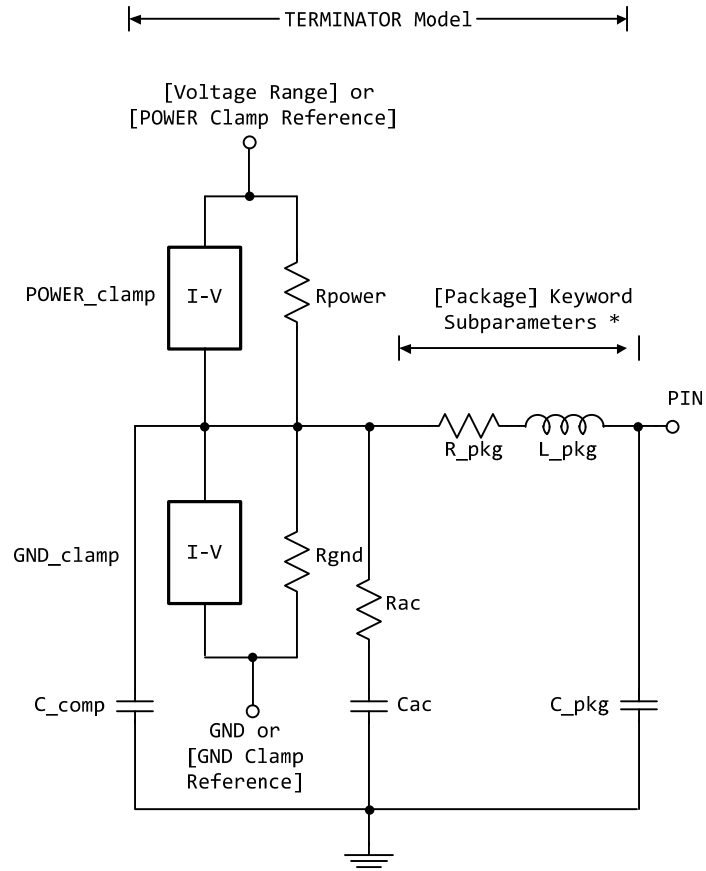 TERMINATOR Model
[Voltage Range] or
[POWER Clamp Reference]
POWER_clamp
I-V
Rpower
[Package] Keyword
Subparameters *
PIN
R_pkg
L_pkg
GND_clamp
I-V
Rgnd
Rac
C_comp
Cac
C_pkg
GND or
[GND Clamp
Reference]